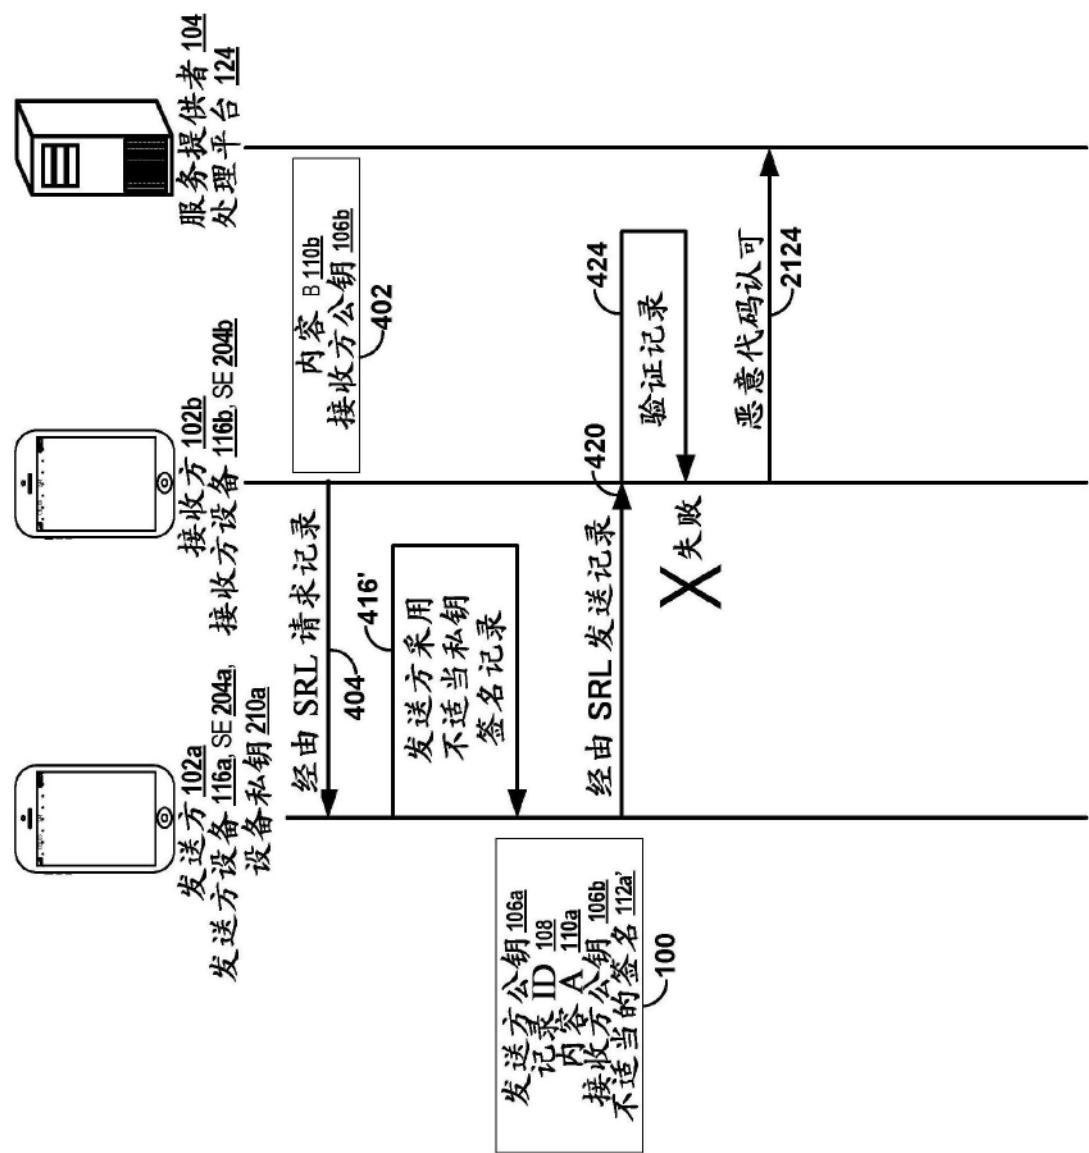 发送方 102a
发送方设备 116a, SE 204a,
设备私钥 210a
接收方 102b
接收方设备 116b, SE 204b
服务提供者 104
处理平台 124
内容 B 110b
接收方公钥 106b
402
经由 SRL 请求记录
404
416'
发送方采用
不适当私钥
签名记录
发送方公钥 106a
记录 ID 108
内容 A 110a
接收方公钥 106b
不适当的签名 112a'
100
经由 SRL 发送记录
420
424
验证记录
X
失败
恶意代码认可
2124